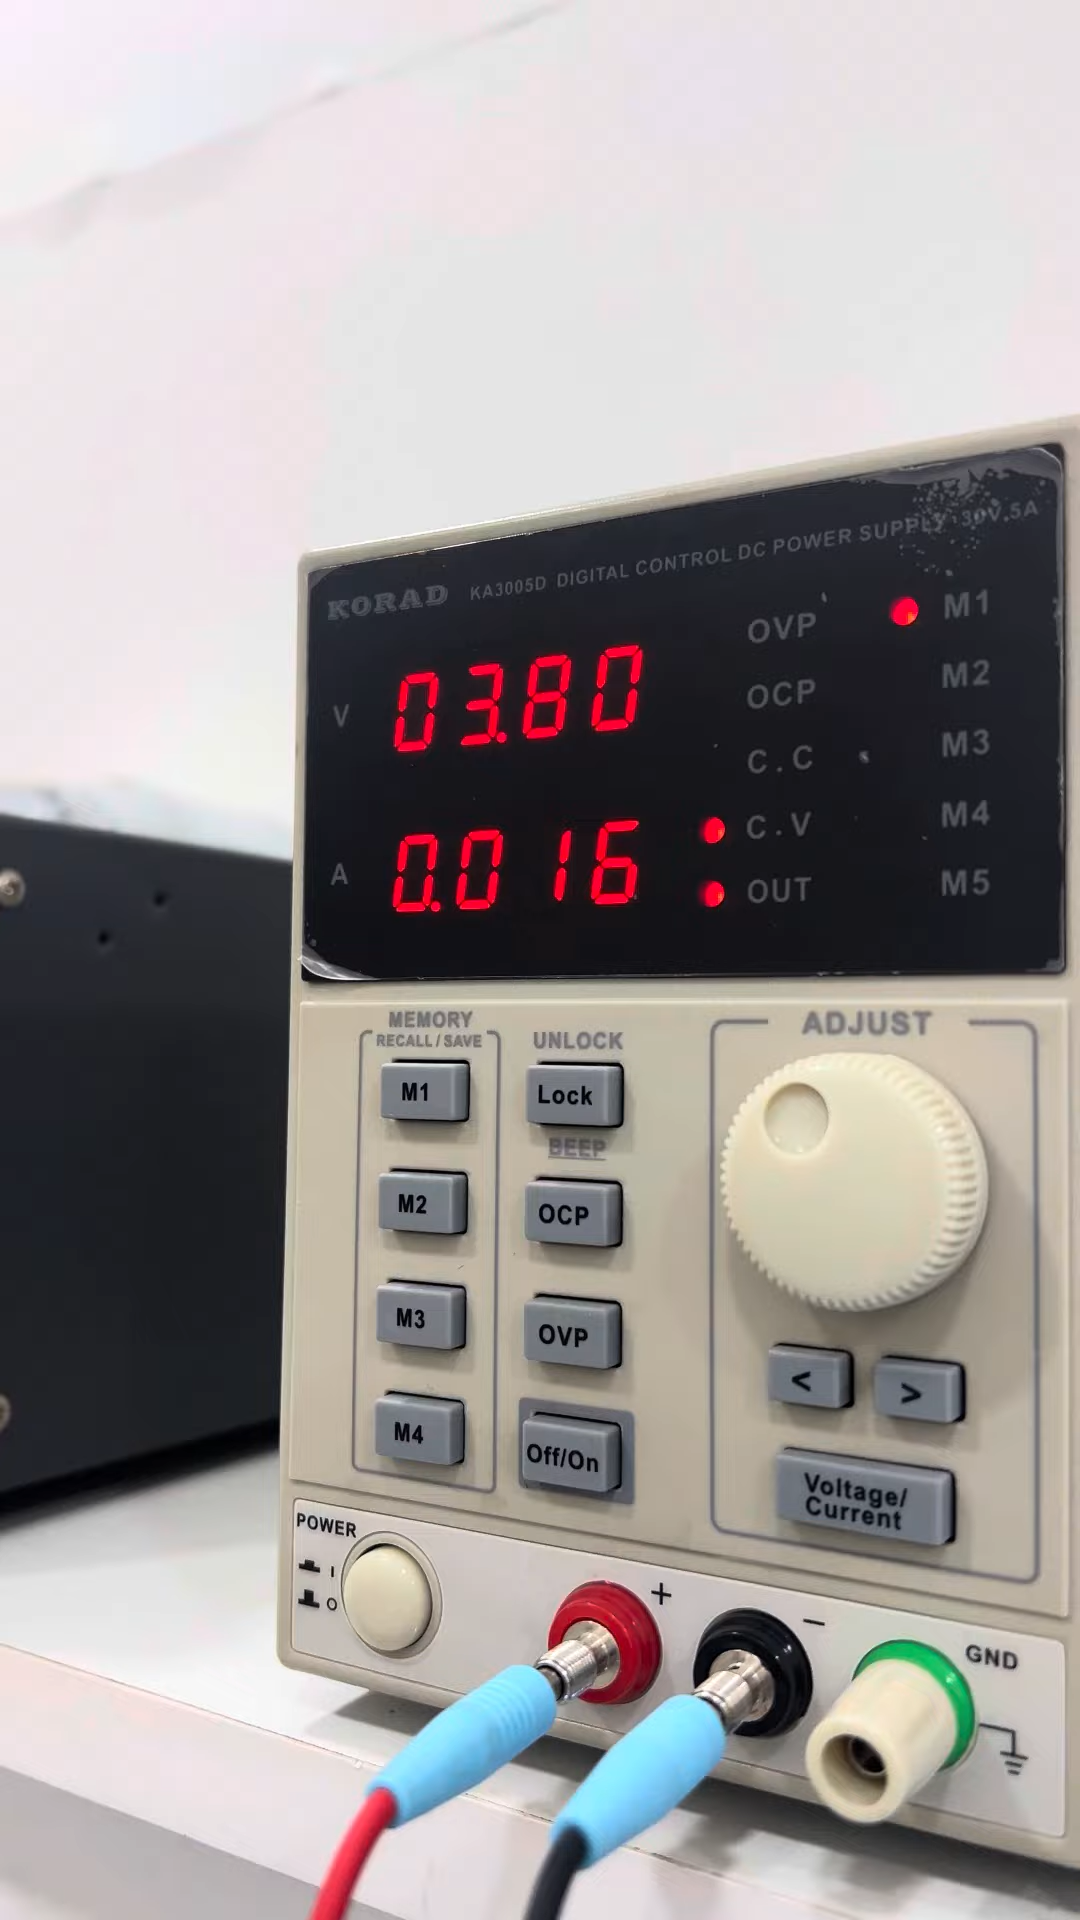 KORAD KA3005D DIGITAL CONTROL DC POWER SUPPLY 30V.5A
V 03.80
A 0.016
OVP
OCP
C.C
C.V
OUT
M1
M2
M3
M4
M5
MEMORY
RECALL/SAVE
M1
M2
M3
M4
UNLOCK
Lock
BEEP
OCP
OVP
Off/On
ADJUST
<
>
Voltage/
Current
POWER
I
O
+
−
GND